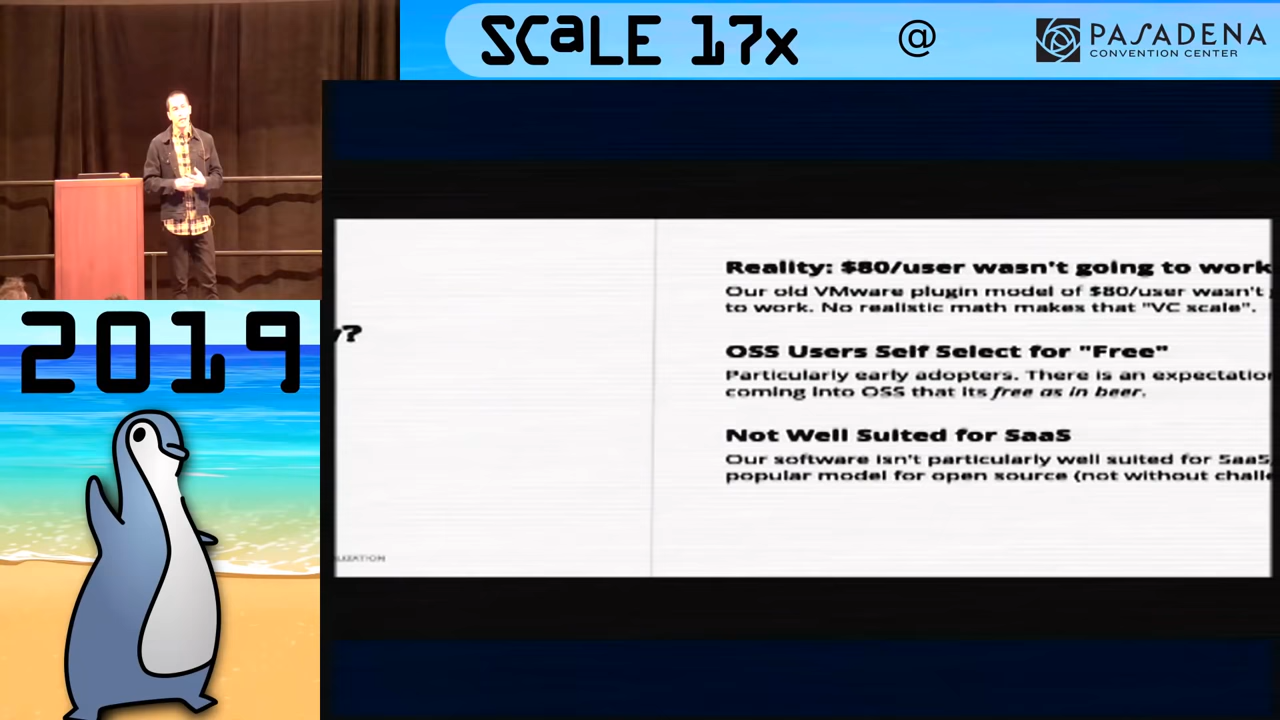 SCaLE 17x
@
PASADENA
CONVENTION CENTER
Reality: $80/user wasn't going to work
Our old VMware plugin model of $80/user wasn't
to work. No realistic math makes that "VC scale".
?
OSS Users Self Select for "Free"
Particularly early adopters. There is an expectation
coming into OSS that its free as in beer.
Not Well Suited for SaaS
Our software isn't particularly well suited for SaaS,
popular model for open source (not without challe
LIZATION
2019